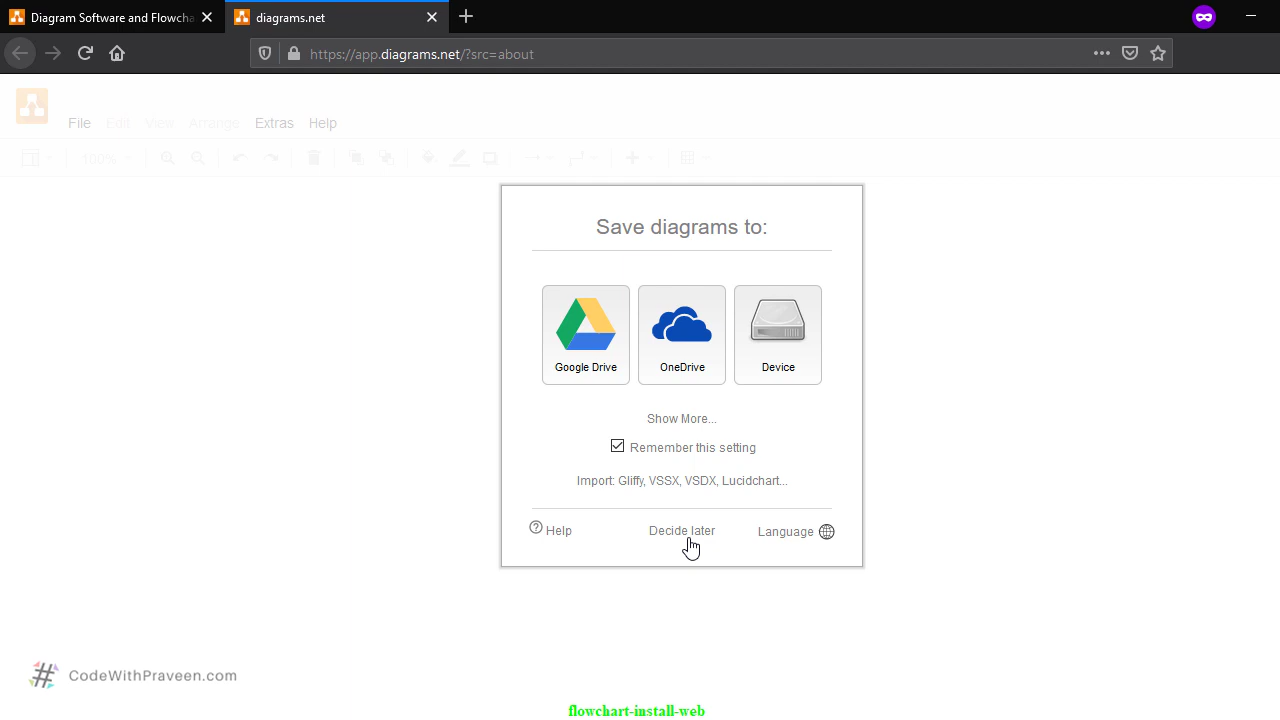 Diagram Software and Flowcha
diagrams.net
https://app.diagrams.net/?src=about
File Edit View Arrange Extras Help
100%
Save diagrams to:
Google Drive OneDrive Device
Show More...
Remember this setting
Import: Gliffy, VSSX, VSDX, Lucidchart...
Help Decide later Language
# CodeWithPraveen.com
flowchart-install-web